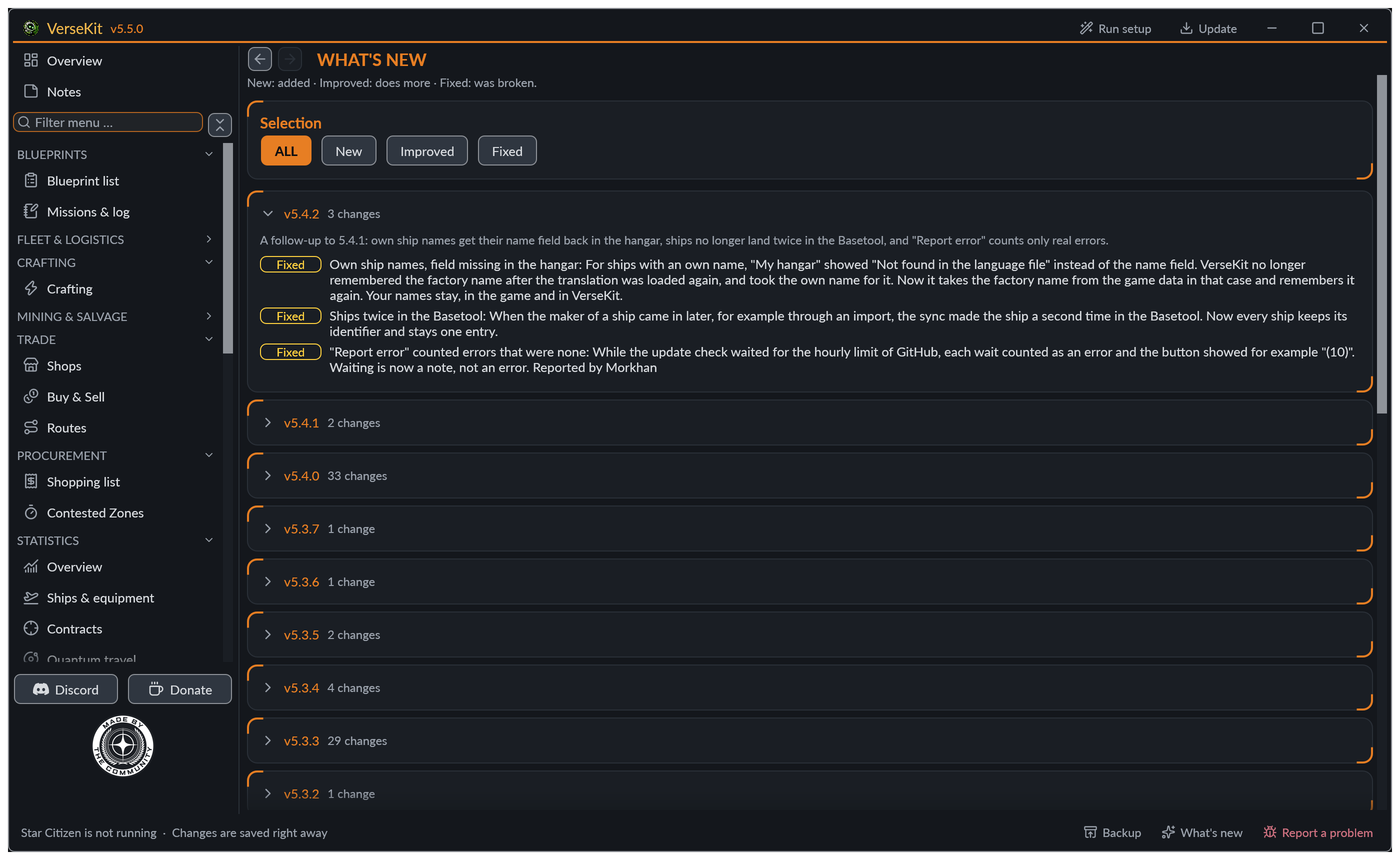 VerseKit v5.5.0
Run setup
Update
Overview
Notes
Filter menu ...
BLUEPRINTS
Blueprint list
Missions & log
FLEET & LOGISTICS
CRAFTING
Crafting
MINING & SALVAGE
TRADE
Shops
Buy & Sell
Routes
PROCUREMENT
Shopping list
Contested Zones
STATISTICS
Overview
Ships & equipment
Contracts
Quantum travel
Discord
Donate
MADE BY
THE COMMUNITY
WHAT'S NEW
New: added · Improved: does more · Fixed: was broken.
Selection
ALL
New
Improved
Fixed
v5.4.2 3 changes
A follow-up to 5.4.1: own ship names get their name field back in the hangar, ships no longer land twice in the Basetool, and "Report error" counts only real errors.
Fixed
Own ship names, field missing in the hangar: For ships with an own name, "My hangar" showed "Not found in the language file" instead of the name field. VerseKit no longer
remembered the factory name after the translation was loaded again, and took the own name for it. Now it takes the factory name from the game data in that case and remembers it
again. Your names stay, in the game and in VerseKit.
Fixed
Ships twice in the Basetool: When the maker of a ship came in later, for example through an import, the sync made the ship a second time in the Basetool. Now every ship keeps its
identifier and stays one entry.
Fixed
"Report error" counted errors that were none: While the update check waited for the hourly limit of GitHub, each wait counted as an error and the button showed for example "(10)".
Waiting is now a note, not an error. Reported by Morkhan
v5.4.1 2 changes
v5.4.0 33 changes
v5.3.7 1 change
v5.3.6 1 change
v5.3.5 2 changes
v5.3.4 4 changes
v5.3.3 29 changes
v5.3.2 1 change
Star Citizen is not running · Changes are saved right away
Backup
What's new
Report a problem